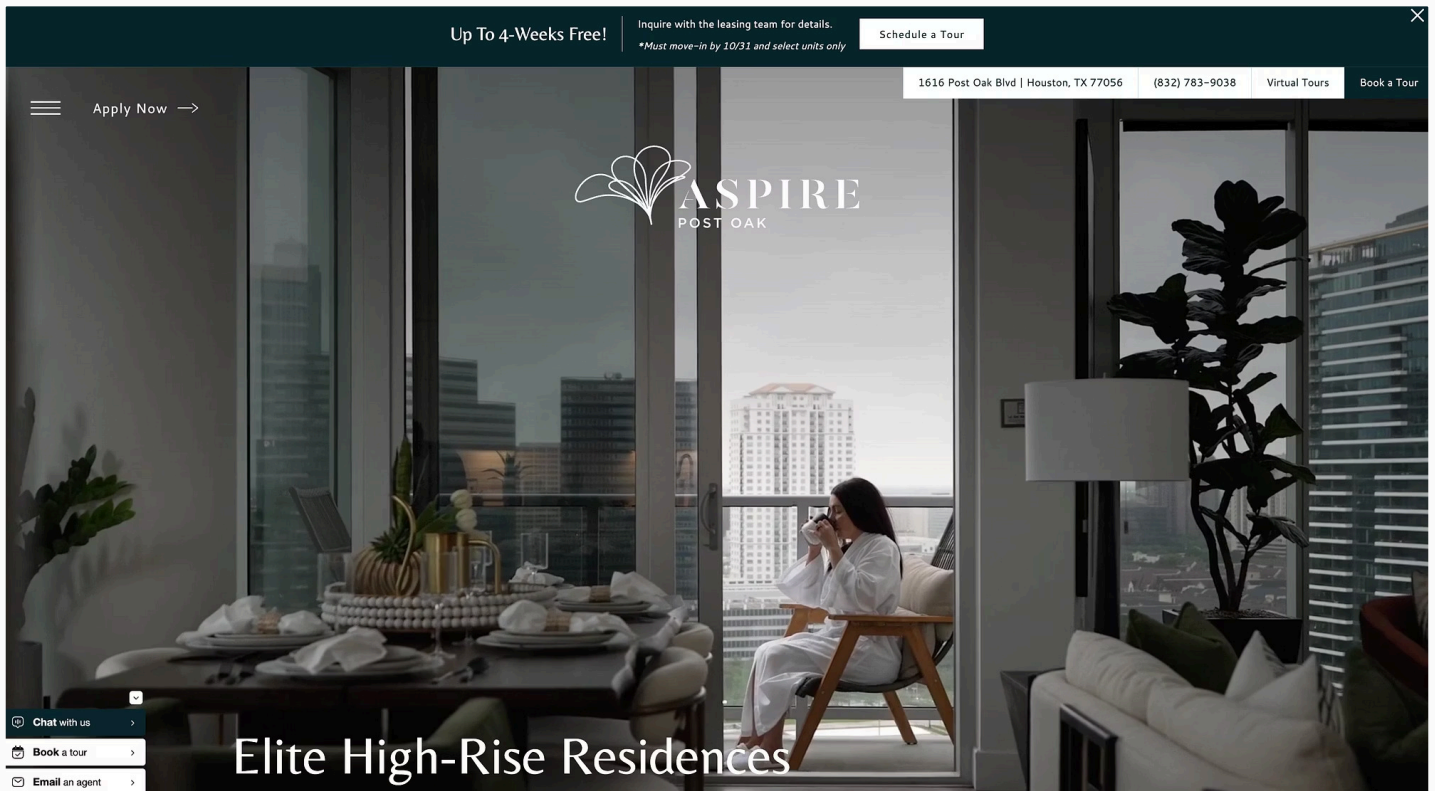 Up To 4-Weeks Free!
Inquire with the leasing team for details.
*Must move-in by 10/31 and select units only
Schedule a Tour
1616 Post Oak Blvd | Houston, TX 77056
(832) 783-9038
Virtual Tours
Book a Tour
Apply Now
ASPIRE
POST OAK
Chat with us
Book a tour
Email an agent
Elite High-Rise Residences